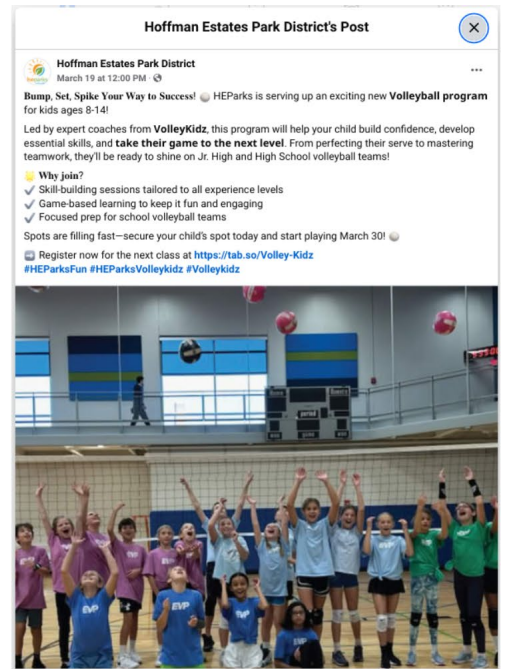 Hoffman Estates Park District's Post
Hoffman Estates Park District
March 19 at 12:00 PM ·
Bump, Set, Spike Your Way to Success! 🏐 HEParks is serving up an exciting new Volleyball program
for kids ages 8-14!
Led by expert coaches from VolleyKidz, this program will help your child build confidence, develop
essential skills, and take their game to the next level. From perfecting their serve to mastering
teamwork, they'll be ready to shine on Jr. High and High School volleyball teams!
🌟 Why join?
✔️ Skill-building sessions tailored to all experience levels
✔️ Game-based learning to keep it fun and engaging
✔️ Focused prep for school volleyball teams
Spots are filling fast—secure your child's spot today and start playing March 30! 🏐
➡️ Register now for the next class at https://tab.so/Volley-Kidz
#HEParksFun #HEParksVolleykidz #Volleykidz
period
EVP
EVP
EVP
EVP